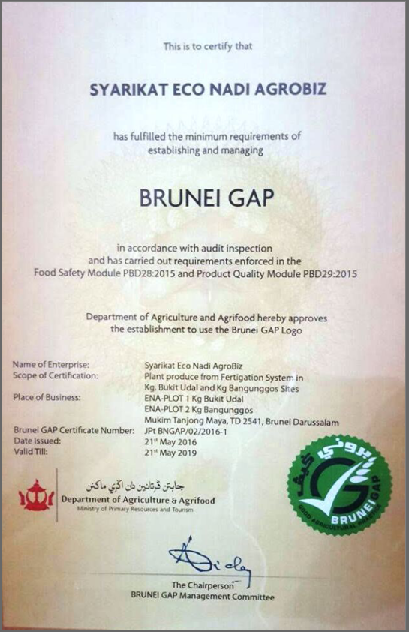 This is to certify that
SYARIKAT ECO NADI AGROBIZ
has fulfilled the minimum requirements of
establishing and managing
BRUNEI GAP
in accordance with audit inspection
and has carried out requirements enforced in the
Food Safety Module PBD28:2015 and Product Quality Module PBD29:2015
Department of Agriculture and Agrifood hereby approves
the establishment to use the Brunei GAP Logo
Name of Enterprise: Syarikat Eco Nadi AgroBiz
Scope of Certification: Plant produce from Fertigation System in
Kg. Bukit Udal and Kg Bangunggos Sites
Place of Business: ENA-PLOT 1 Kg Bukit Udal
ENA-PLOT 2 Kg Bangunggos
Mukim Tanjong Maya, TD 2541, Brunei Darussalam
Brunei GAP Certificate Number: JPt BNGAP/02/2016-1
Date Issued: 21st May 2016
Valid Till: 21st May 2019
جابتن ڤرتانين دان اݢري ماكنن
Department of Agriculture & Agrifood
Ministry of Primary Resources and Tourism
بروني
G
BRUNEI GAP
The Chairperson
BRUNEI GAP Management Committee